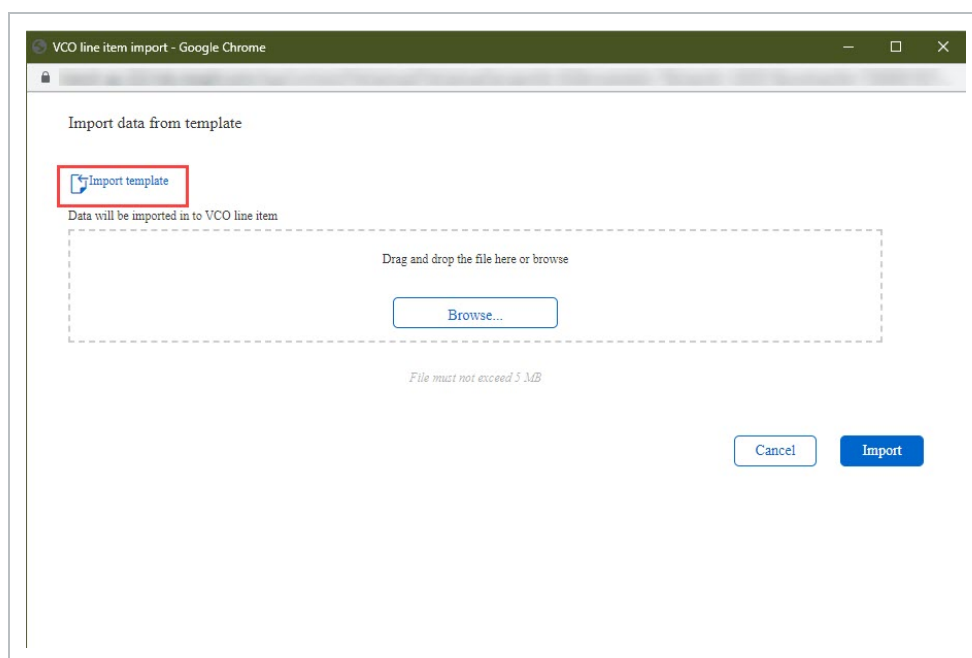 VCO line item import - Google Chrome
Import data from template
Import template
Data will be imported in to VCO line item
Drag and drop the file here or browse
Browse...
File must not exceed 5 MB
Cancel Import